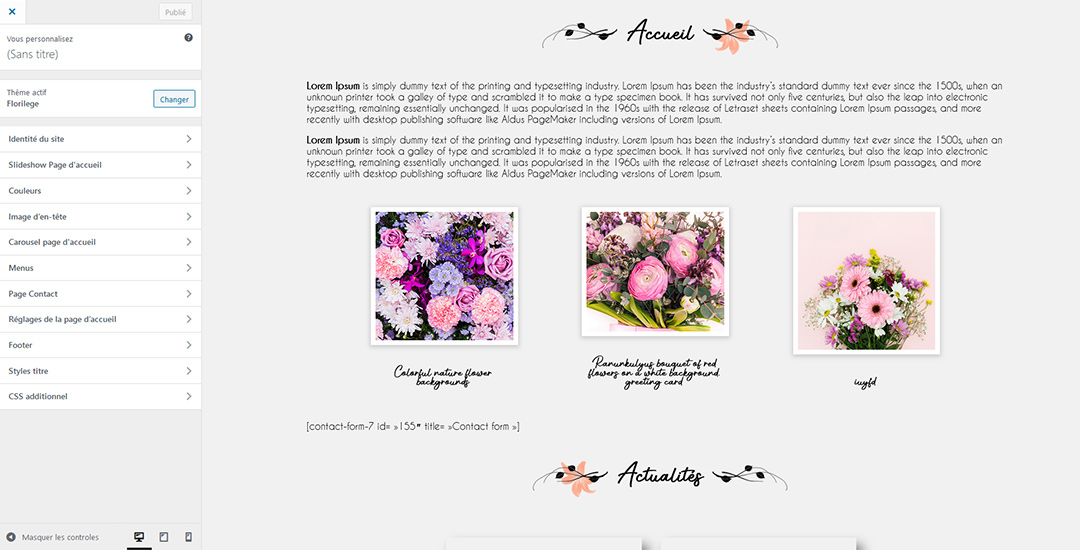 Publié
Vous personnalisez
(Sans titre)
Thème actif
Florilege
Changer
Identité du site
Slideshow Page d'accueil
Couleurs
Image d'en-tête
Carousel page d'accueil
Menus
Page Contact
Réglages de la page d'accueil
Footer
Styles titre
CSS additionnel
Masquer les controles
Accueil
Lorem Ipsum is simply dummy text of the printing and typesetting industry. Lorem Ipsum has been the industry's standard dummy text ever since the 1500s, when an
unknown printer took a galley of type and scrambled it to make a type specimen book. It has survived not only five centuries, but also the leap into electronic
typesetting, remaining essentially unchanged. It was popularised in the 1960s with the release of Letraset sheets containing Lorem Ipsum passages, and more
recently with desktop publishing software like Aldus PageMaker including versions of Lorem Ipsum.
Lorem Ipsum is simply dummy text of the printing and typesetting industry. Lorem Ipsum has been the industry's standard dummy text ever since the 1500s, when an
unknown printer took a galley of type and scrambled it to make a type specimen book. It has survived not only five centuries, but also the leap into electronic
typesetting, remaining essentially unchanged. It was popularised in the 1960s with the release of Letraset sheets containing Lorem Ipsum passages, and more
recently with desktop publishing software like Aldus PageMaker including versions of Lorem Ipsum.
Colorful nature flower
backgrounds
Ranunkulyus bouquet of red
flowers on a white background.
greeting card
iuyfd
[contact-form-7 id= »155″ title= »Contact form »]
Actualités